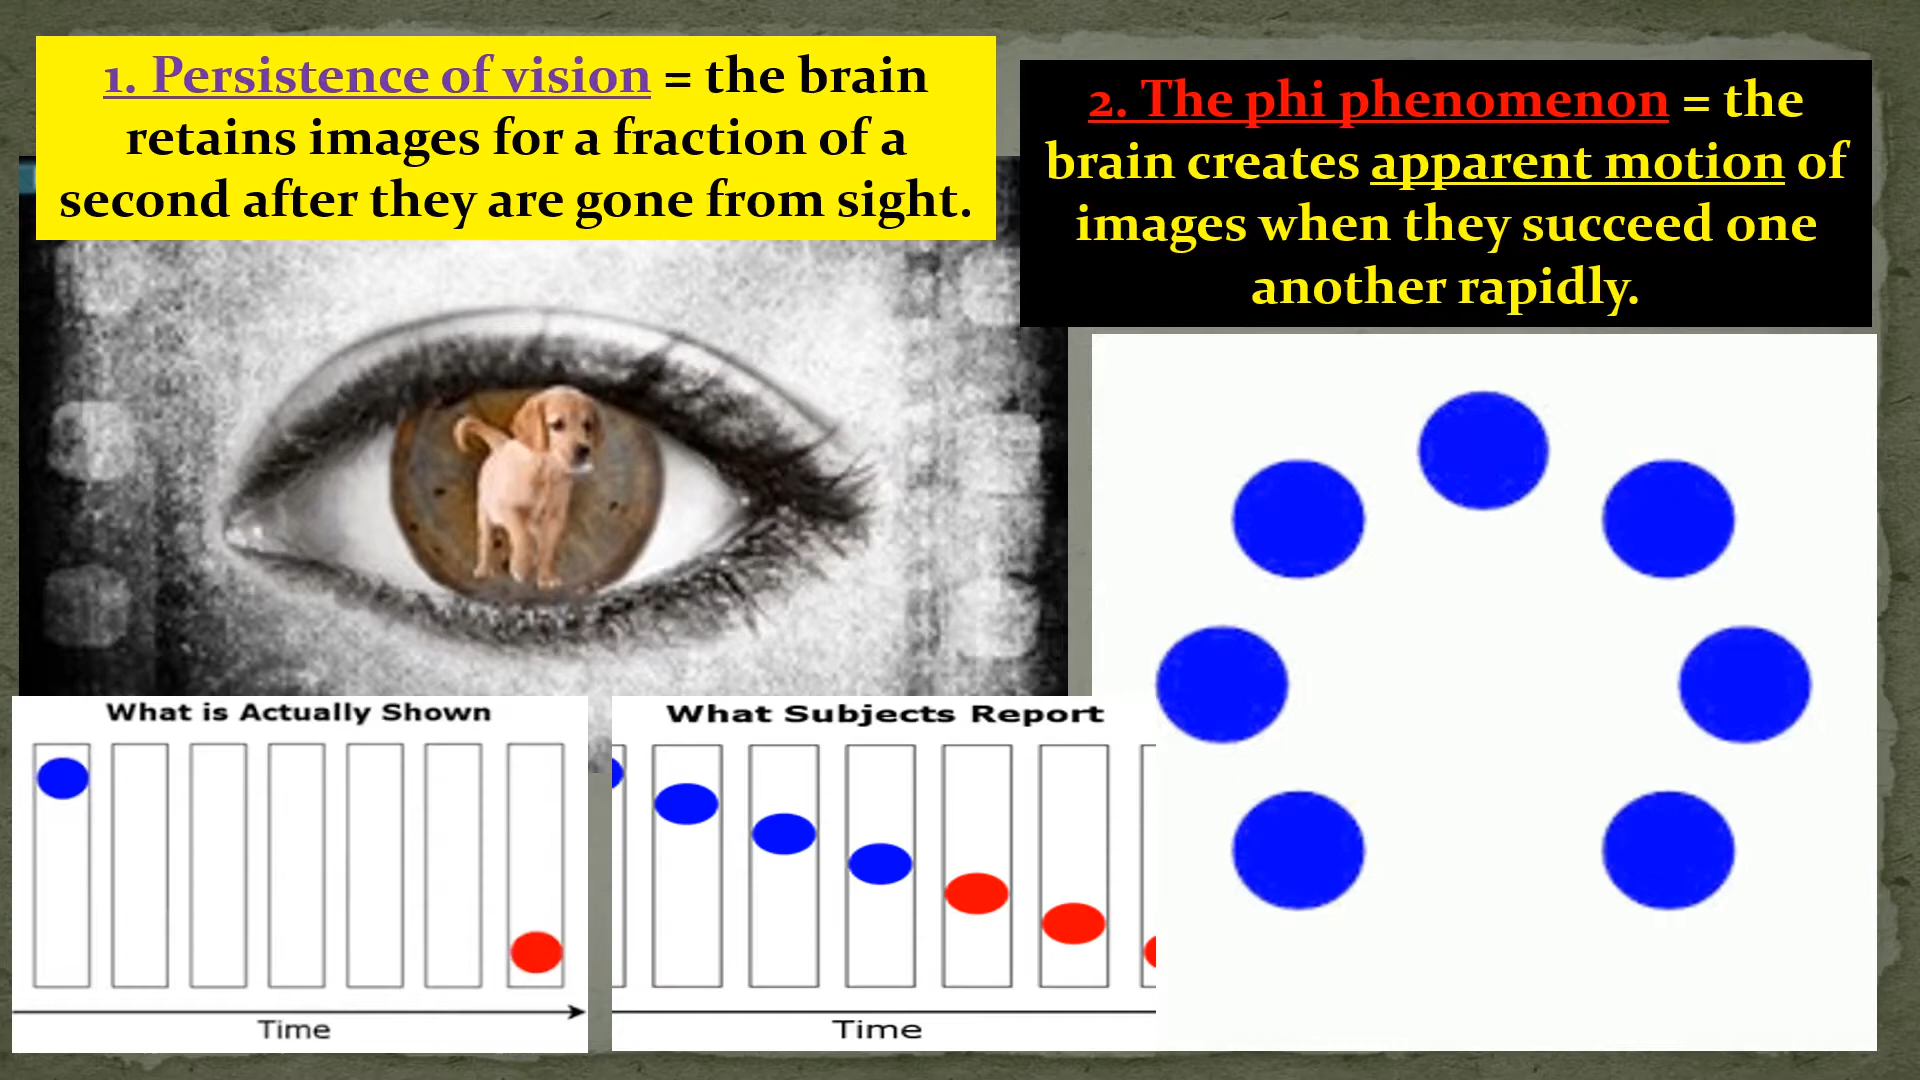 1. Persistence of vision = the brain
retains images for a fraction of a
second after they are gone from sight.
2. The phi phenomenon = the
brain creates apparent motion of
images when they succeed one
another rapidly.
What is Actually Shown
Time
What Subjects Report
Time